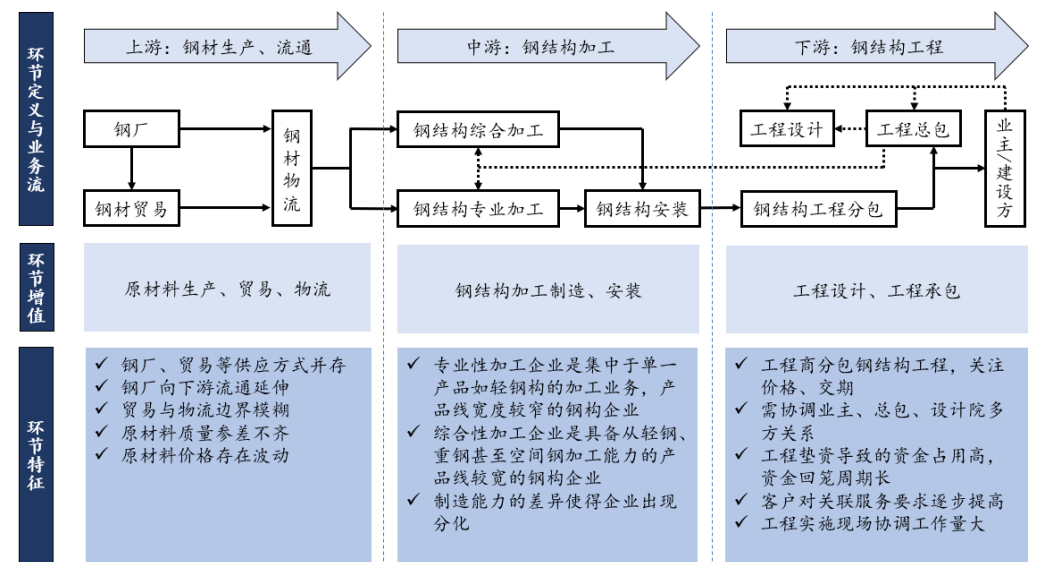 环节定义与业务流
上游：钢材生产、流通
中游：钢结构加工
下游：钢结构工程
钢厂
钢材贸易
钢材物流
钢结构综合加工
钢结构专业加工
钢结构安装
工程设计
工程总包
钢结构工程分包
业主/建设方
环节增值
原材料生产、贸易、物流
钢结构加工制造、安装
工程设计、工程承包
环节特征
✓ 钢厂、贸易等供应方式并存
✓ 钢厂向下游流通延伸
✓ 贸易与物流边界模糊
✓ 原材料质量参差不齐
✓ 原材料价格存在波动
✓ 专业性加工企业是集中于单一
产品如轻钢构的加工业务，产
品线宽度较窄的钢构企业
✓ 综合性加工企业是具备从轻钢、
重钢甚至空间钢加工能力的产
品线较宽的钢构企业
✓ 制造能力的差异使得企业出现
分化
✓ 工程商分包钢结构工程，关注
价格、交期
✓ 需协调业主、总包、设计院多
方关系
✓ 工程垫资导致的资金占用高，
资金回笼周期长
✓ 客户对关联服务要求逐步提高
✓ 工程实施现场协调工作量大